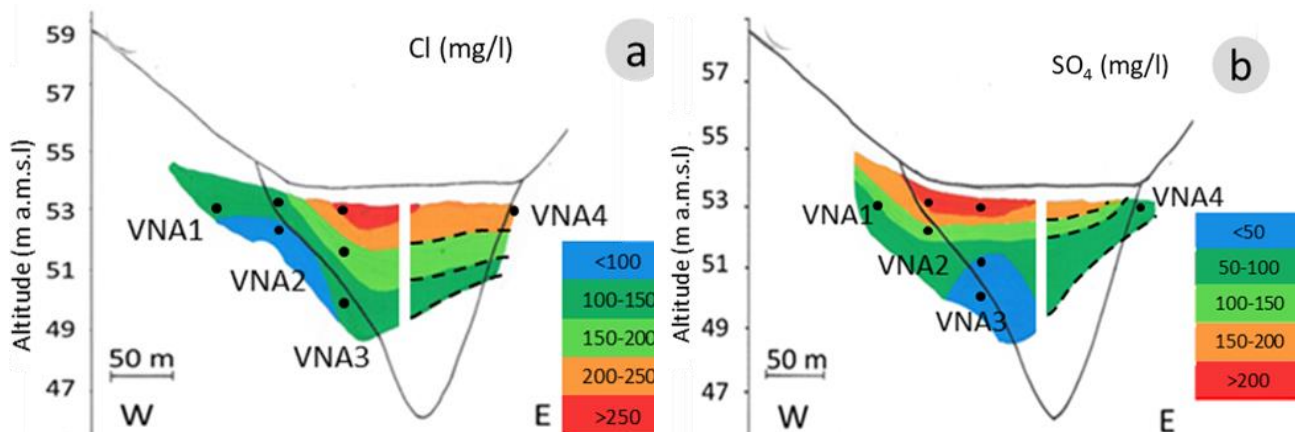 Cl (mg/l)
a
Altitude (m a.m.s.l)
59
57
55
53
51
49
47
VNA1
VNA2
VNA3
VNA4
50 m
W
E
<100
100-150
150-200
200-250
>250
SO₄ (mg/l)
b
Altitude (m a.m.s.l)
57
55
53
51
49
47
VNA1
VNA2
VNA3
VNA4
50 m
W
E
<50
50-100
100-150
150-200
>200